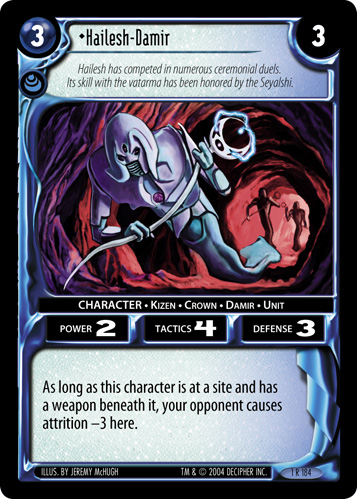 3 •Hailesh-Damir 3
Hailesh has competed in numerous ceremonial duels.
Its skill with the vatarma has been honored by the Seyalshi.
CHARACTER • KIZEN • CROWN • DAMIR • UNIT
POWER 2 TACTICS 4 DEFENSE 3
As long as this character is at a site and has
a weapon beneath it, your opponent causes
attrition –3 here.
ILLUS. BY JEREMY McHUGH TM & © 2004 DECIPHER INC. 1 R 184